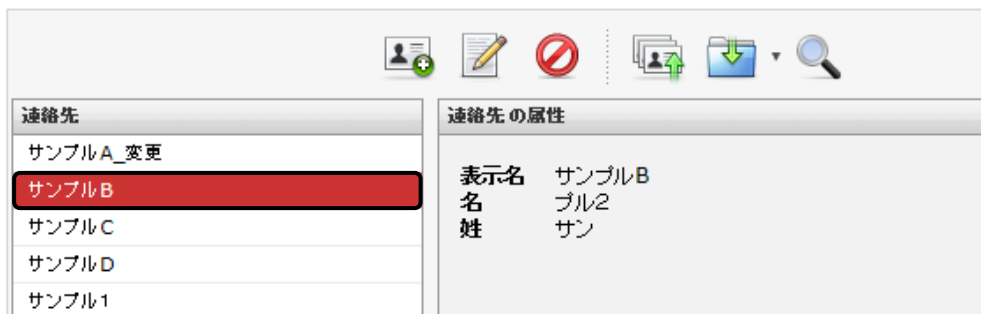 連絡先
サンプルA_変更
サンプルB
サンプルC
サンプルD
サンプル1
連絡先の属性
表示名 サンプルB
名 プル2
姓 サン